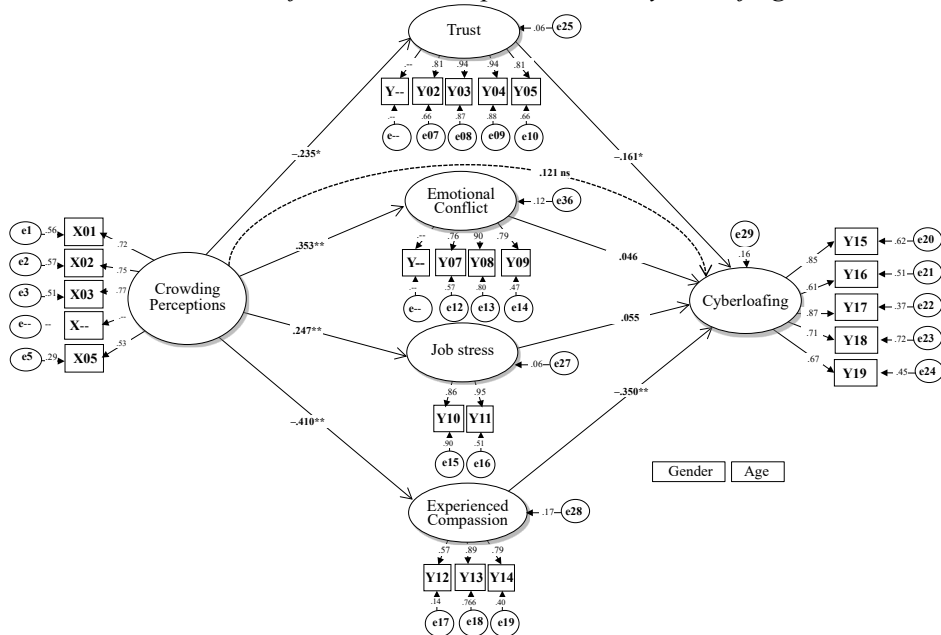 Trust
.06
e25
.--
.81
.94
.94
.81
Y--
Y02
Y03
Y04
Y05
.--
.66
.87
.88
.66
e--
e07
e08
e09
e10
–.235*
–.161*
.121 ns
Emotional
Conflict
.12
e36
.353**
.--
.76
.90
.79
Y--
Y07
Y08
Y09
.--
.57
.80
.47
e--
e12
e13
e14
.046
e1
.56
X01
.72
e2
.57
X02
.75
e3
.51
X03
.77
e--
--
X--
.--
e5
.29
X05
.53
Crowding
Perceptions
e29
.16
Cyberloafing
.85
Y15
.62
e20
.61
Y16
.51
e21
.87
Y17
.37
e22
.71
Y18
.72
e23
.67
Y19
.45
e24
.247**
Job stress
.055
.06
e27
.86
.95
Y10
Y11
.90
.51
e15
e16
–.410**
–.350**
Gender
Age
Experienced
Compassion
.17
e28
.57
.89
.79
Y12
Y13
Y14
.14
.766
.40
e17
e18
e19